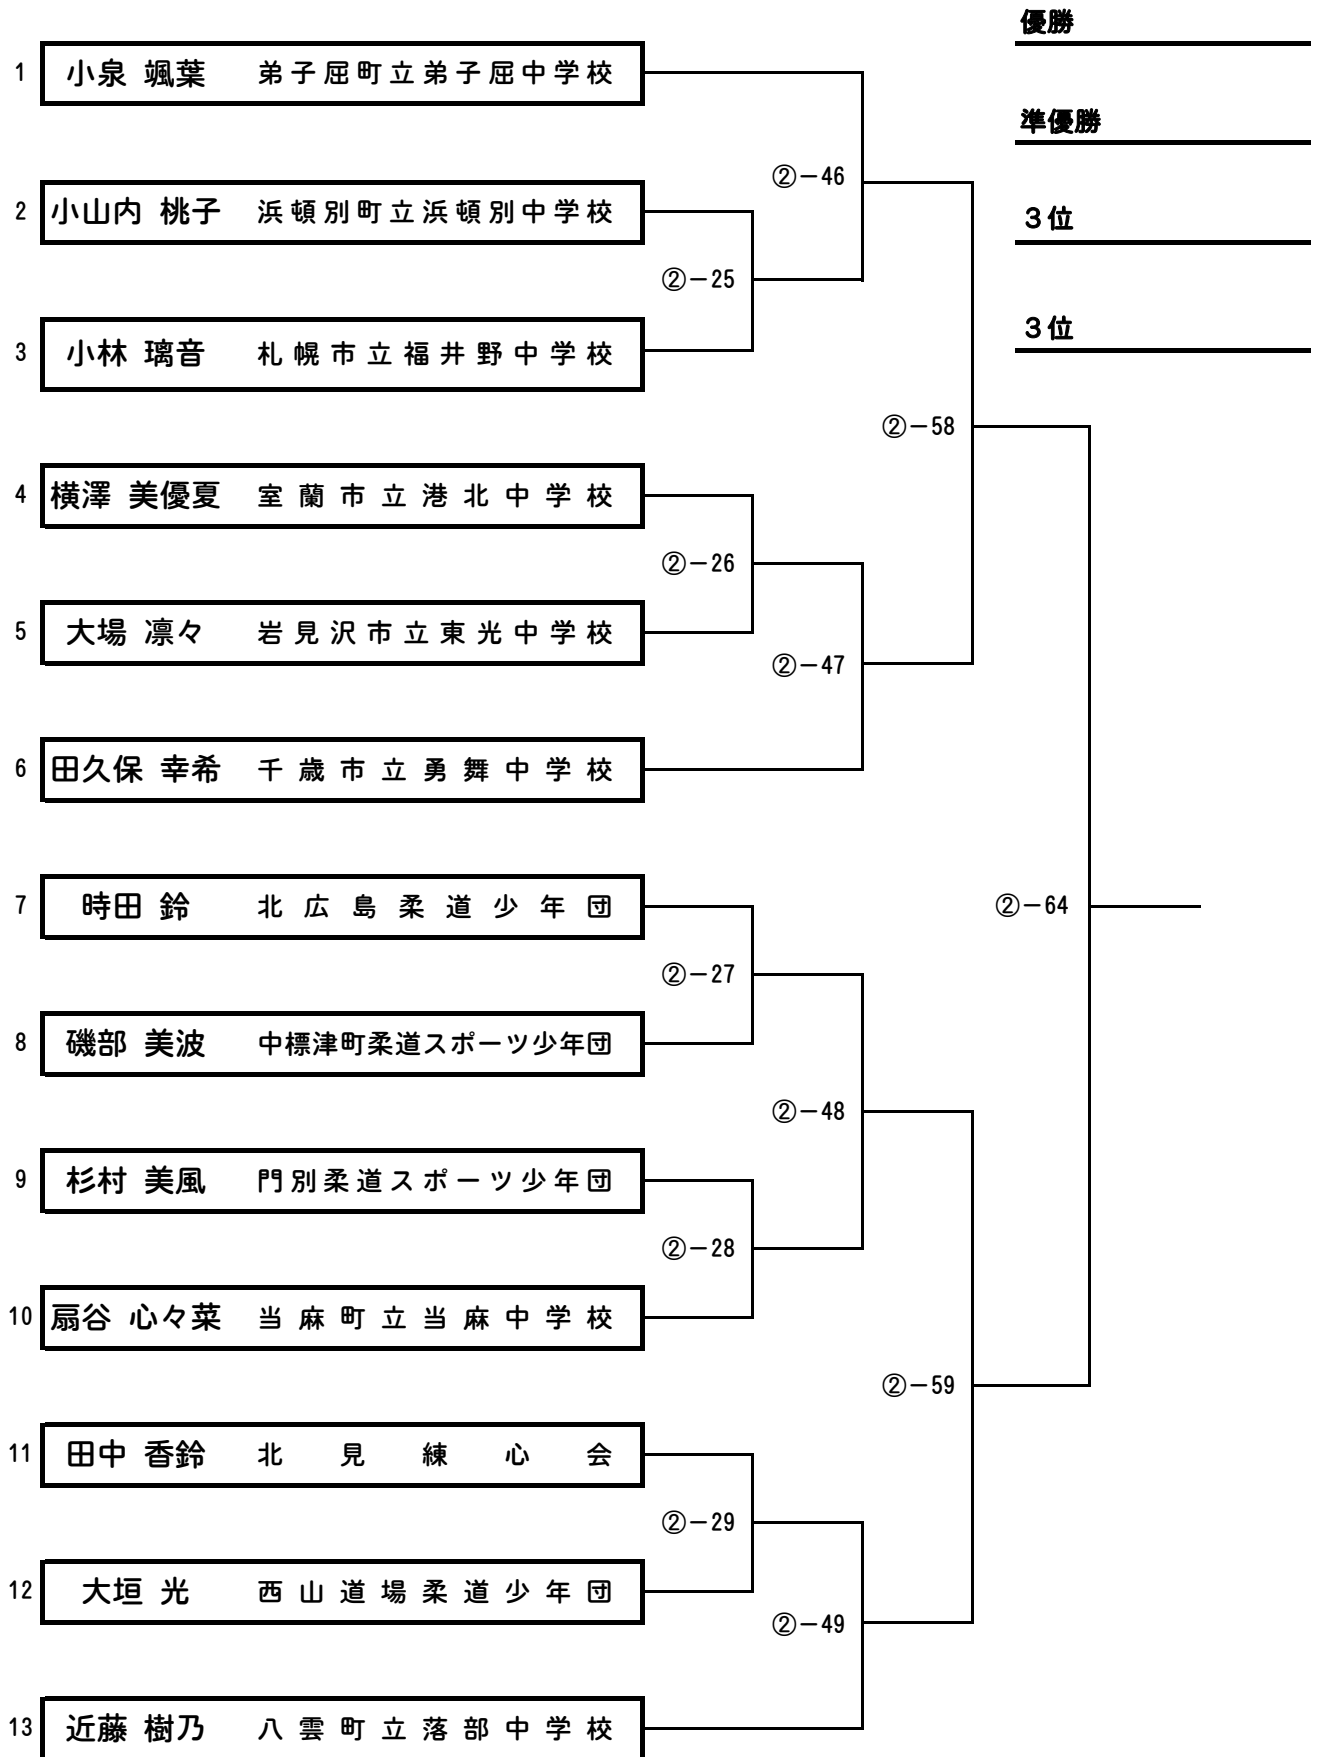 優勝
1 小泉 颯葉 弟子屈町立弟子屈中学校
準優勝
②－46
2 小山内 桃子 浜頓別町立浜頓別中学校
３位
②－25
３位
3 小林 璃音 札幌市立福井野中学校
②－58
4 横澤 美優夏 室蘭市立港北中学校
②－26
5 大場 凛々 岩見沢市立東光中学校
②－47
6 田久保 幸希 千歳市立勇舞中学校
7 時田 鈴 北広島柔道少年団
②－64
②－27
8 磯部 美波 中標津町柔道スポーツ少年団
②－48
9 杉村 美風 門別柔道スポーツ少年団
②－28
10 扇谷 心々菜 当麻町立当麻中学校
②－59
11 田中 香鈴 北見練心会
②－29
12 大垣 光 西山道場柔道少年団
②－49
13 近藤 樹乃 八雲町立落部中学校